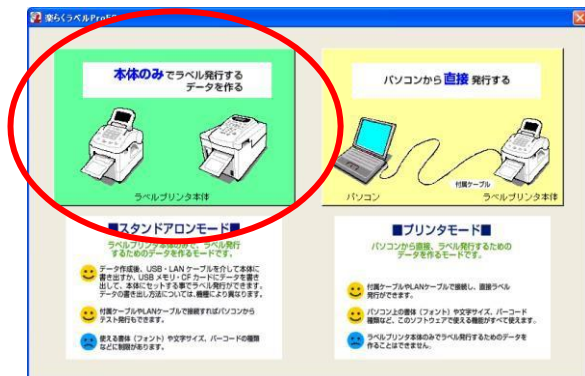 楽らくラベルPro
本体のみでラベル発行する
データを作る
ラベルプリンタ本体
パソコンから直接発行する
付属ケーブル
パソコン
ラベルプリンタ本体
■スタンドアロンモード■
ラベルプリンタ本体のみで、ラベル発行
するためのデータを作るモードです。
データ作成後、USB・LANケーブルを介して本体に
書き出すか、USBメモリ・CFカードにデータを書き
出して、本体にセットする事でラベル発行ができます。
データの書き出し方法については、機種により異なります。
付属ケーブルやLANケーブルで接続すればパソコンから
テスト発行もできます。
使える書体（フォント）や文字サイズ、バーコードの種類
などに制限があります。
■プリンタモード■
パソコンから直接、ラベル発行するための
データを作るモードです。
付属ケーブルやLANケーブルで接続し、直接ラベル
発行ができます。
パソコン上の書体（フォント）や文字サイズ、バーコード
種類など、このソフトウェアで使える機能がすべて使えます。
ラベルプリンタ本体のみでラベル発行するためのデータを
作ることはできません。